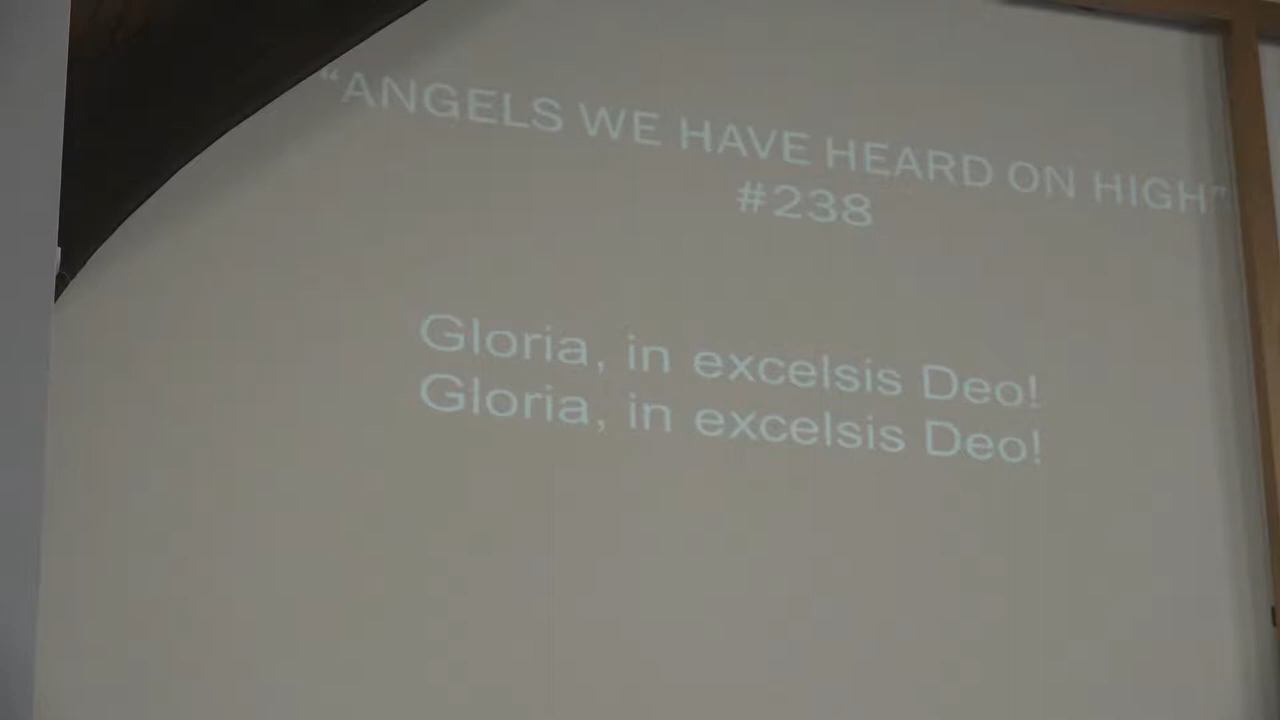 “ANGELS WE HAVE HEARD ON HIGH”
#238
Gloria, in excelsis Deo!
Gloria, in excelsis Deo!